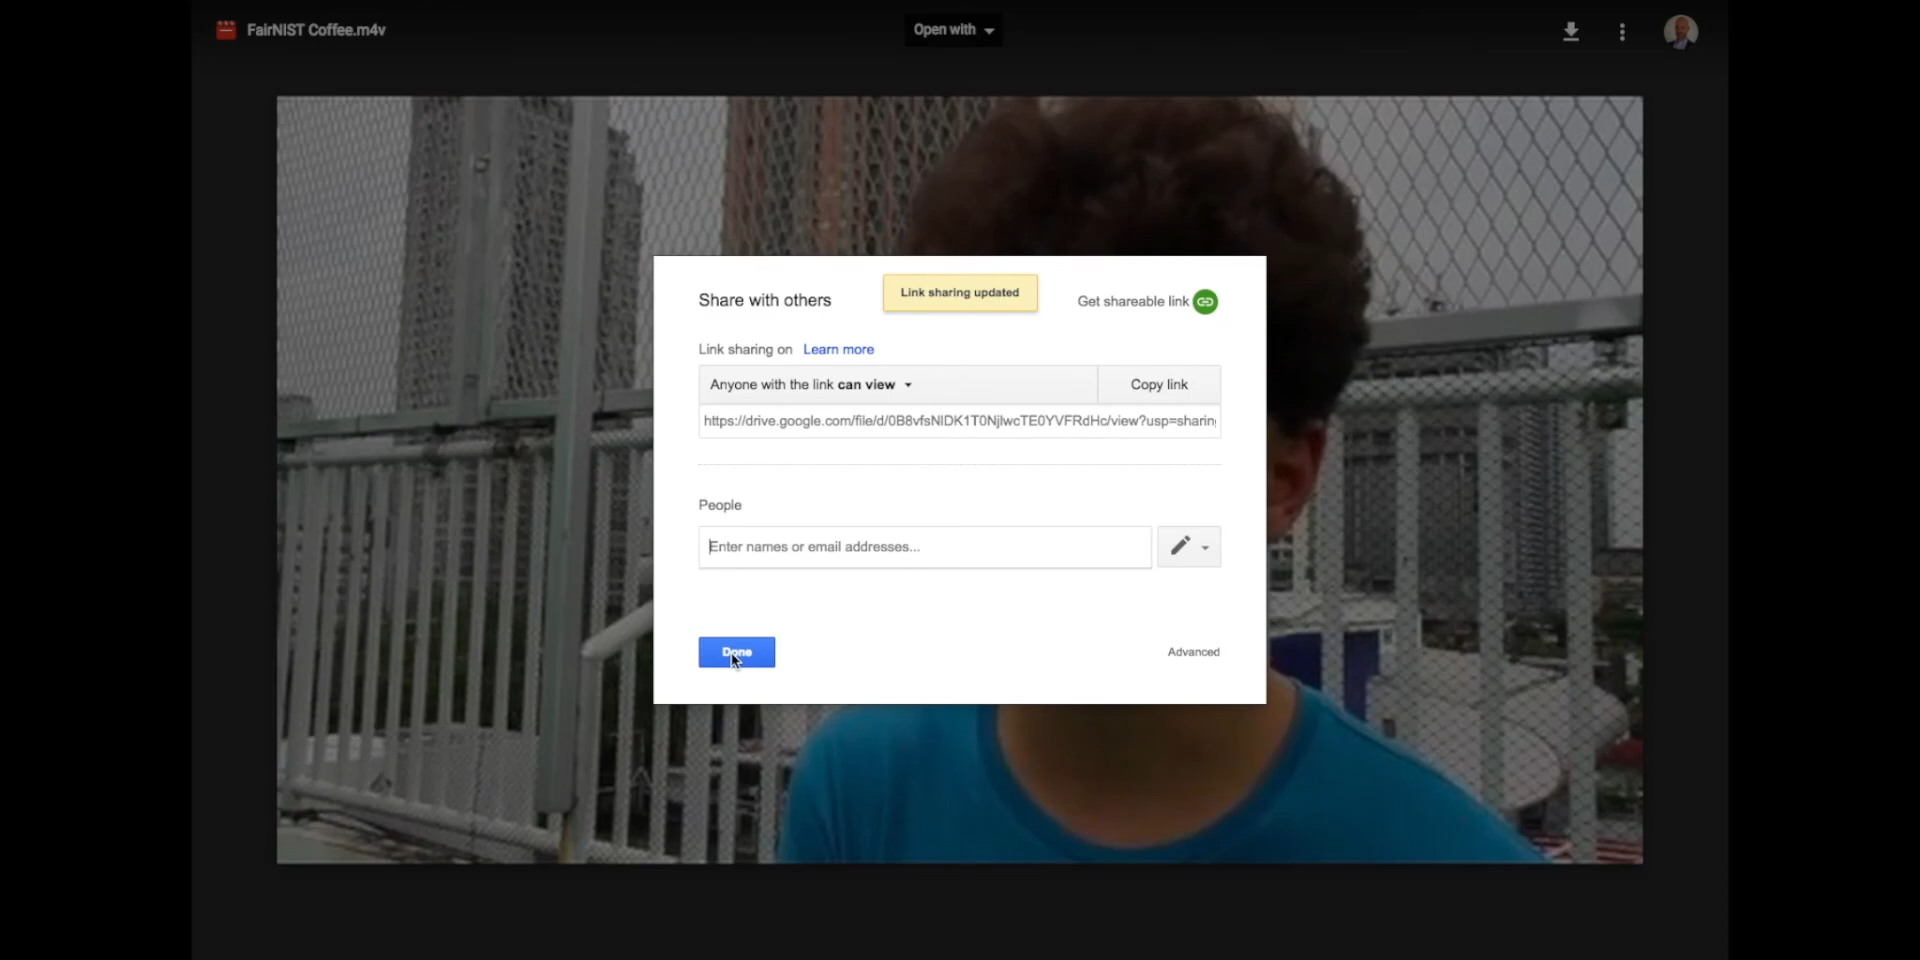 FairNIST Coffee.m4v
Open with
Share with others
Link sharing updated
Get shareable link
Link sharing on Learn more
Anyone with the link can view
Copy link
https://drive.google.com/file/d/0B8vfsNIDK1T0NjlwcTE0YVFRdHc/view?usp=sharing
People
Enter names or email addresses...
Done
Advanced